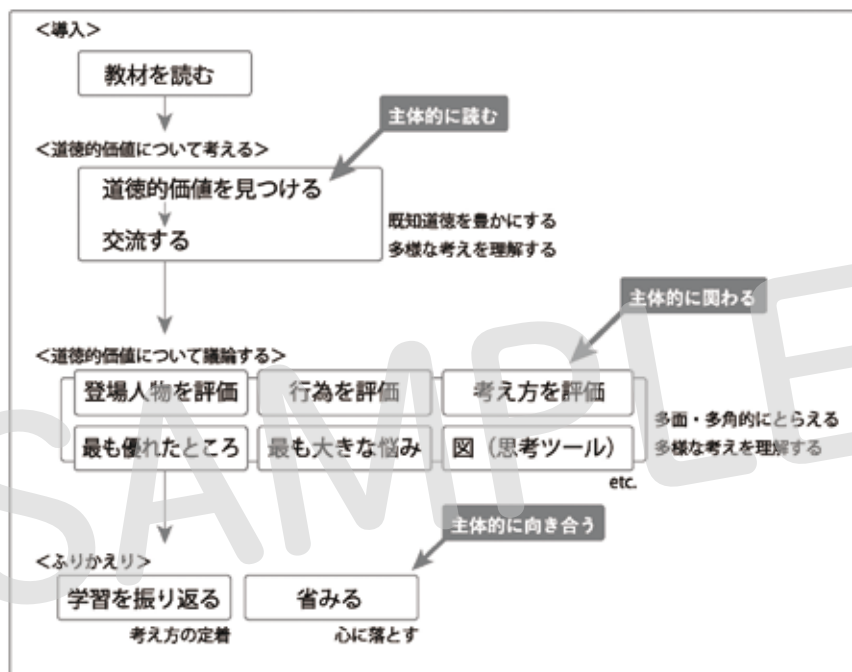 <導入>
教材を読む
主体的に読む
<道徳的価値について考える>
道徳的価値を見つける
交流する
既知道徳を豊かにする
多様な考えを理解する
主体的に関わる
<道徳的価値について議論する>
登場人物を評価
行為を評価
考え方を評価
最も優れたところ
最も大きな悩み
図（思考ツール）
etc.
多面・多角的にとらえる
多様な考えを理解する
主体的に向き合う
<ふりかえり>
学習を振り返る
省みる
考え方の定着
心に落とす
SAMPLE